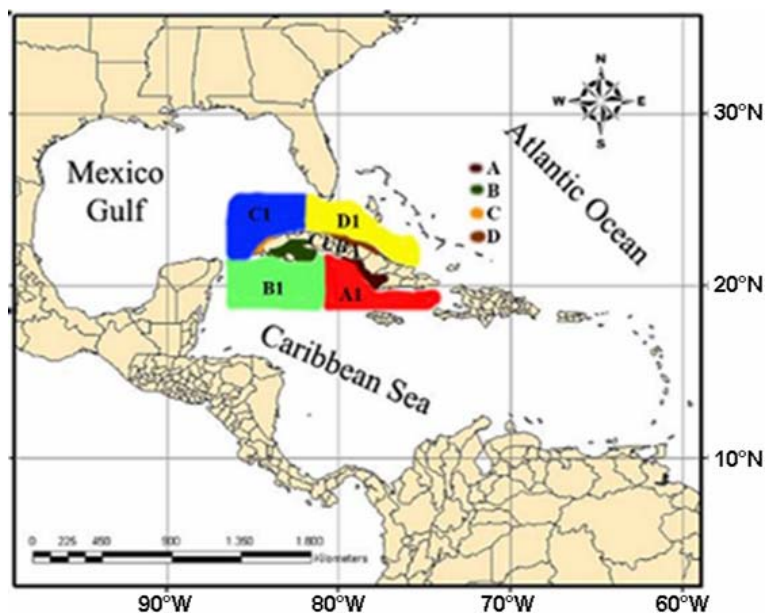 N
W E
S
30°N
Atlantic Ocean
Mexico
Gulf
A
B
C
D
C1
D1
CUBA
20°N
B1
A1
Caribbean Sea
10°N
0 225 450 900 1.350 1.800
Kilometers
90°W 80°W 70°W 60°W